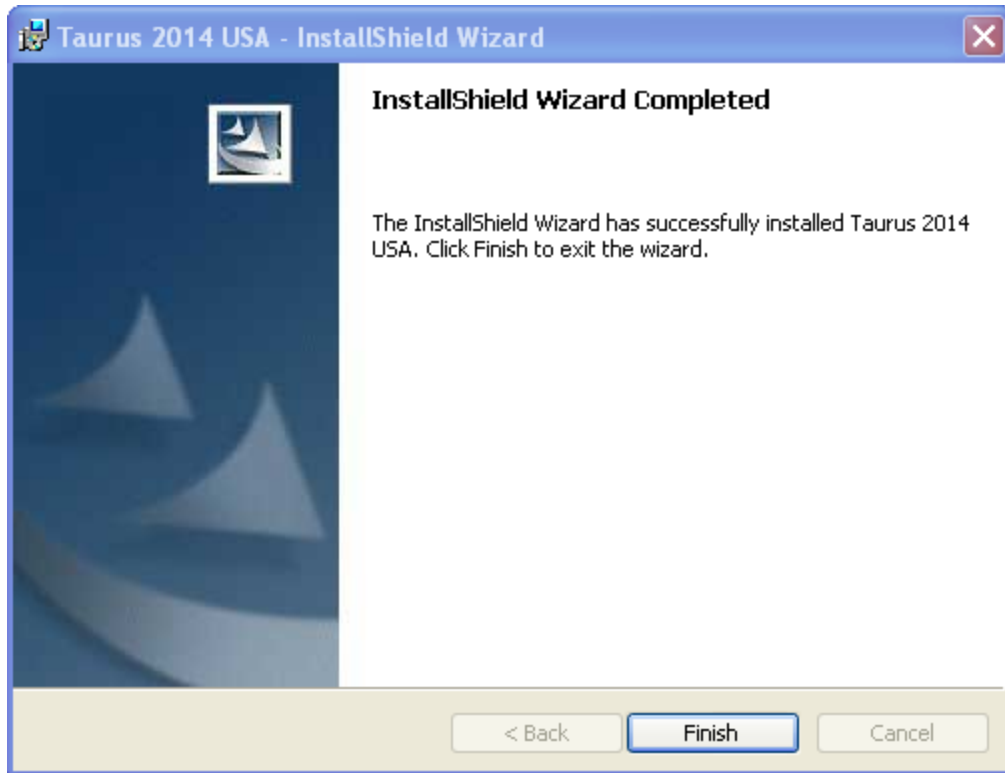 Taurus 2014 USA - InstallShield Wizard
InstallShield Wizard Completed
The InstallShield Wizard has successfully installed Taurus 2014
USA. Click Finish to exit the wizard.
< Back
Finish
Cancel